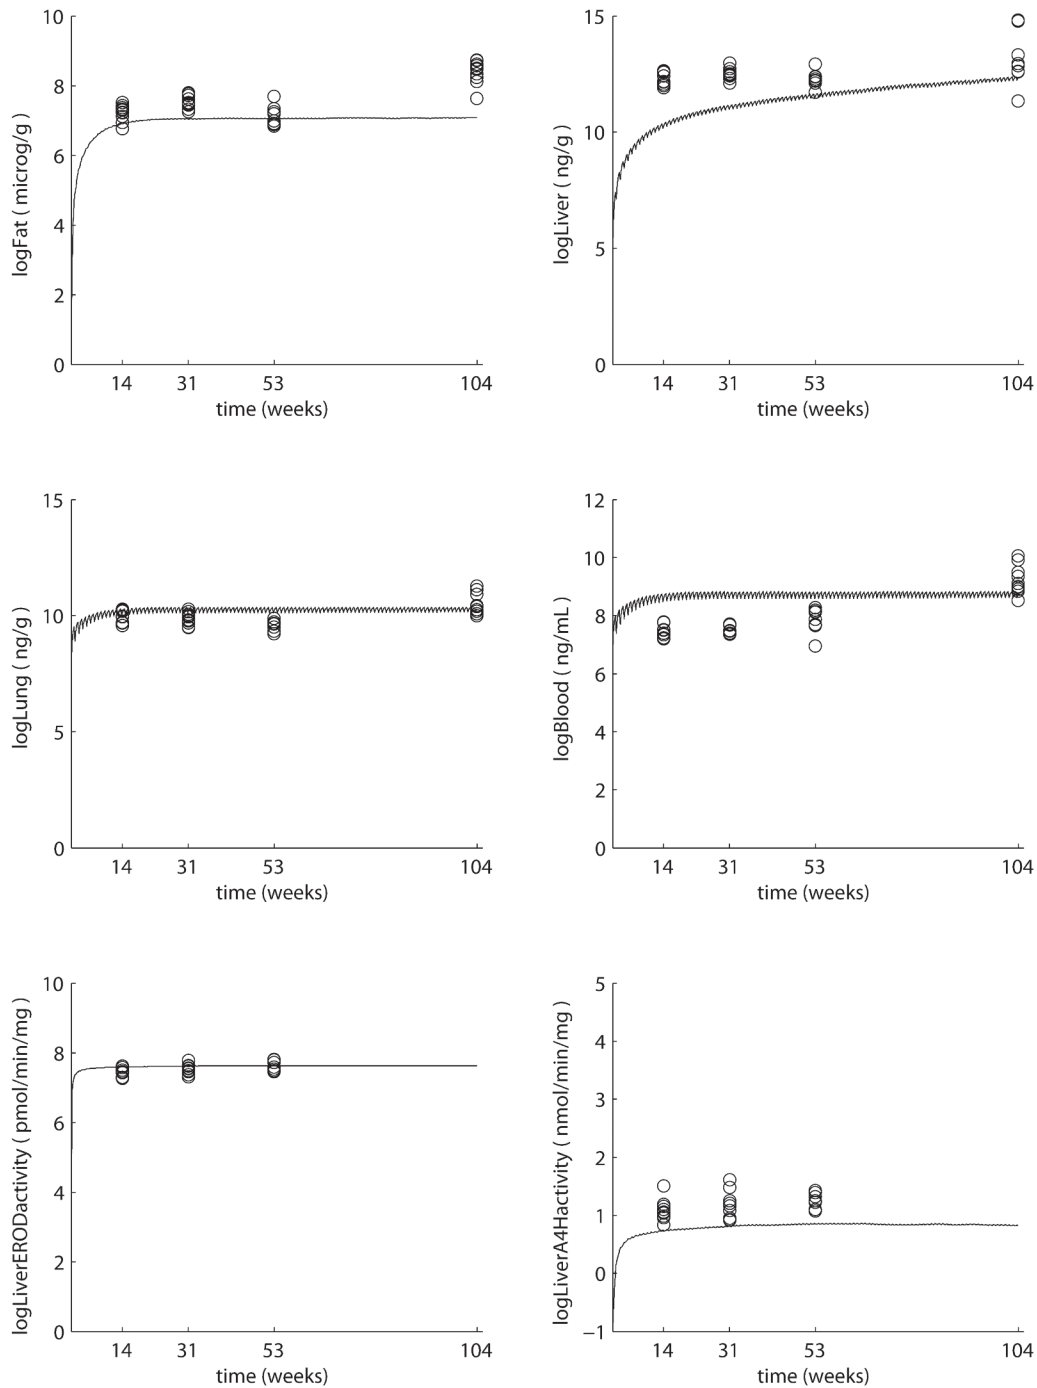 logFat ( microg/g )
10
8
6
4
2
0
14 31 53 104
time (weeks)
logLiver ( ng/g )
15
10
5
0
14 31 53 104
time (weeks)
logLung ( ng/g )
15
10
5
0
14 31 53 104
time (weeks)
logBlood ( ng/mL )
12
10
8
6
4
2
0
14 31 53 104
time (weeks)
logLiverERODactivity ( pmol/min/mg )
10
8
6
4
2
0
14 31 53 104
time (weeks)
logLiverA4Hactivity ( nmol/min/mg )
5
4
3
2
1
0
−1
14 31 53 104
time (weeks)